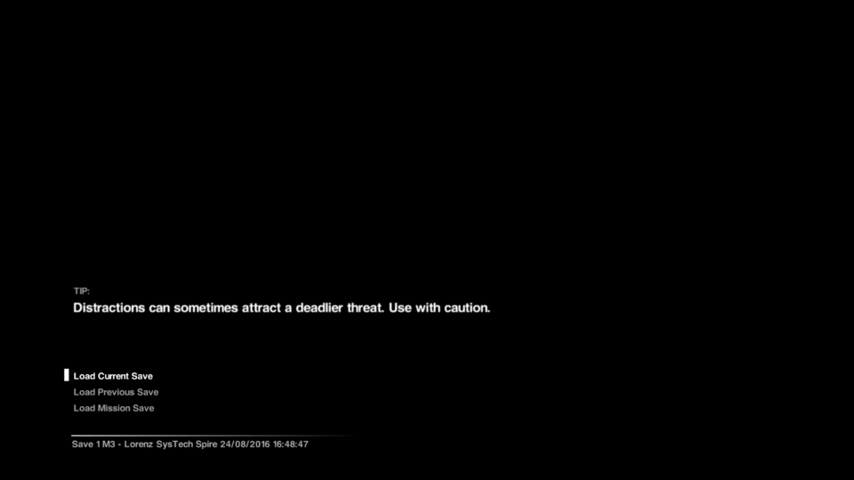 TIP:
Distractions can sometimes attract a deadlier threat. Use with caution.
Load Current Save
Load Previous Save
Load Mission Save
Save 1 M3 - Lorenz SysTech Spire 24/08/2016 16:48:47